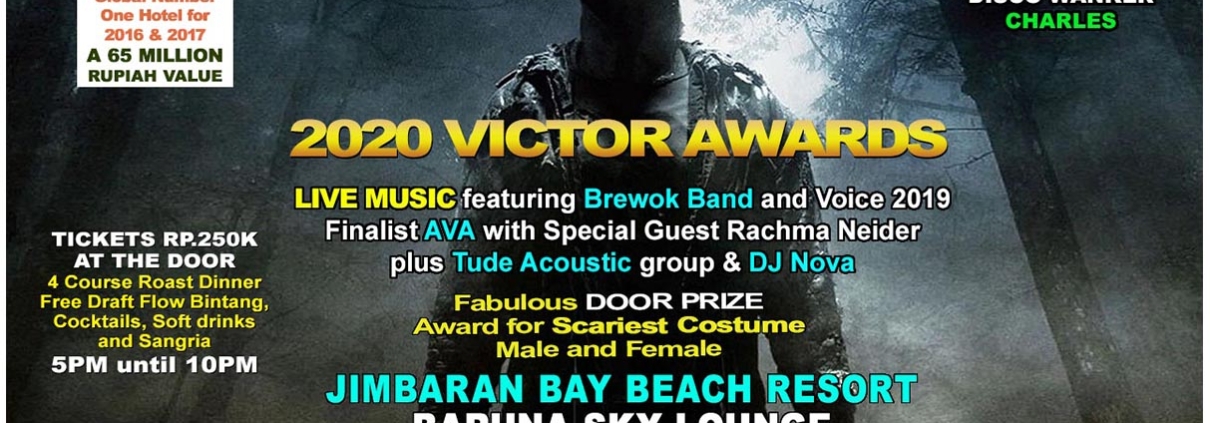 One Hotel for
2016 & 2017
A 65 MILLION
RUPIAH VALUE
CHARLES
2020 VICTOR AWARDS
LIVE MUSIC featuring Brewok Band and Voice 2019
Finalist AVA with Special Guest Rachma Neider
plus Tude Acoustic group & DJ Nova
TICKETS RP.250K
AT THE DOOR
4 Course Roast Dinner
Free Draft Flow Bintang,
Cocktails, Soft drinks
and Sangria
5PM until 10PM
Fabulous DOOR PRIZE
Award for Scariest Costume
Male and Female
JIMBARAN BAY BEACH RESORT
SKY LOUNGE